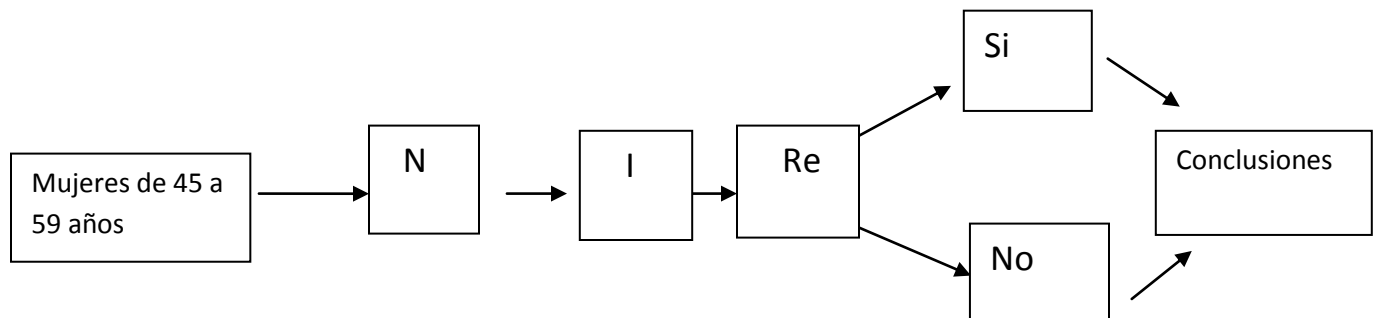 Mujeres de 45 a
59 años
N
I
Re
Si
No
Conclusiones